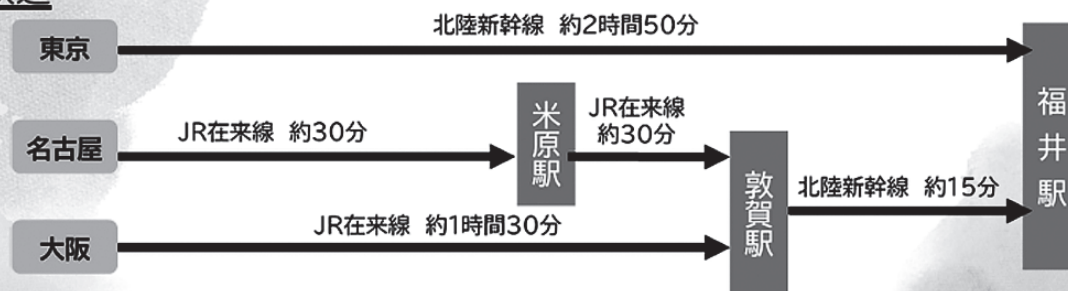 東京
北陸新幹線 約2時間50分
名古屋
JR在来線 約30分
米原駅
JR在来線
約30分
大阪
JR在来線 約1時間30分
敦賀駅
北陸新幹線 約15分
福井駅